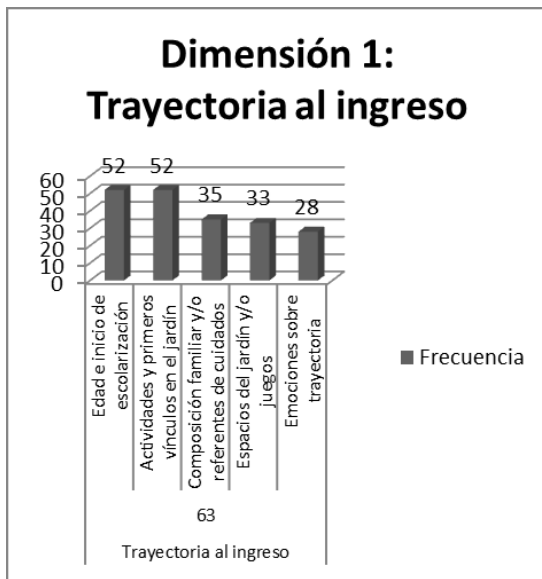 Dimensión 1:
Trayectoria al ingreso
52
52
35
33
28
60
50
40
30
20
10
0
Edad e inicio de
escolarización
Actividades y primeros
vínculos en el jardín
Composición familiar y/o
referentes de cuidados
Espacios del jardín y/o
juegos
Emociones sobre
trayectoria
63
Trayectoria al ingreso
Frecuencia